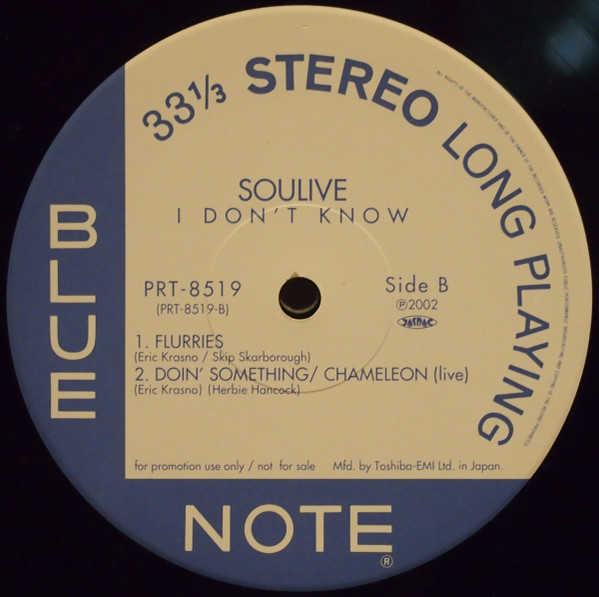 33⅓ STEREO LONG PLAYING
BLUE
SOULIVE
I DON'T KNOW
PRT-8519
(PRT-8519-B)
Side B
℗2002
JASRAC
1. FLURRIES
(Eric Krasno / Skip Skarborough)
2. DOIN' SOMETHING/ CHAMELEON (live)
(Eric Krasno) (Herbie Hancock)
for promotion use only / not for sale Mfd. by Toshiba-EMI Ltd. in Japan.
NOTE®